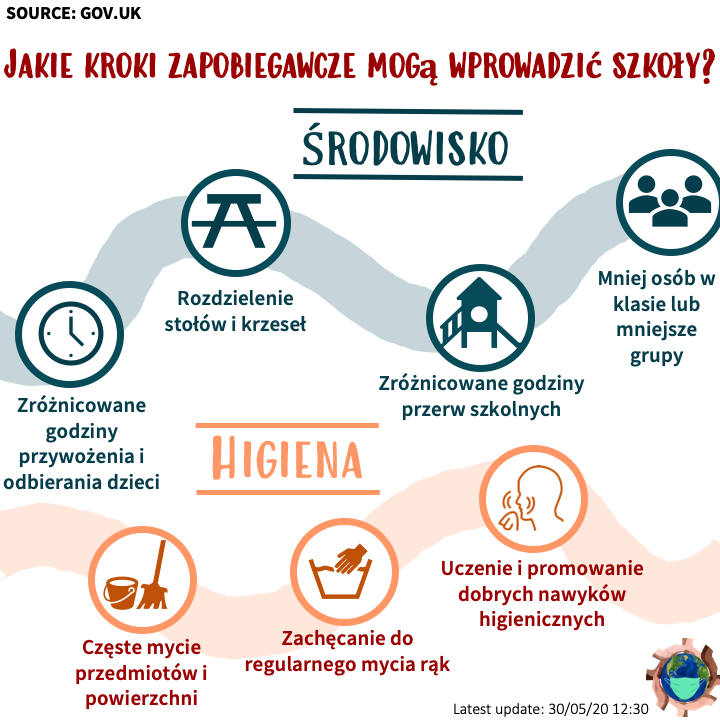 SOURCE: GOV.UK
JAKIE KROKI ZAPOBIEGAWCZE MOGą WPROWADZIć SZKOłY?
ŚRODOWISKO
Mniej osób w
klasie lub
mniejsze
grupy
Rozdzielenie
stołów i krzeseł
Zróżnicowane godziny
przerw szkolnych
Zróżnicowane
godziny
przywożenia i
odbierania dzieci
HIGIENA
Uczenie i promowanie
dobrych nawyków
higienicznych
Zachęcanie do
regularnego mycia rąk
Częste mycie
przedmiotów i
powierzchni
Latest update: 30/05/20 12:30